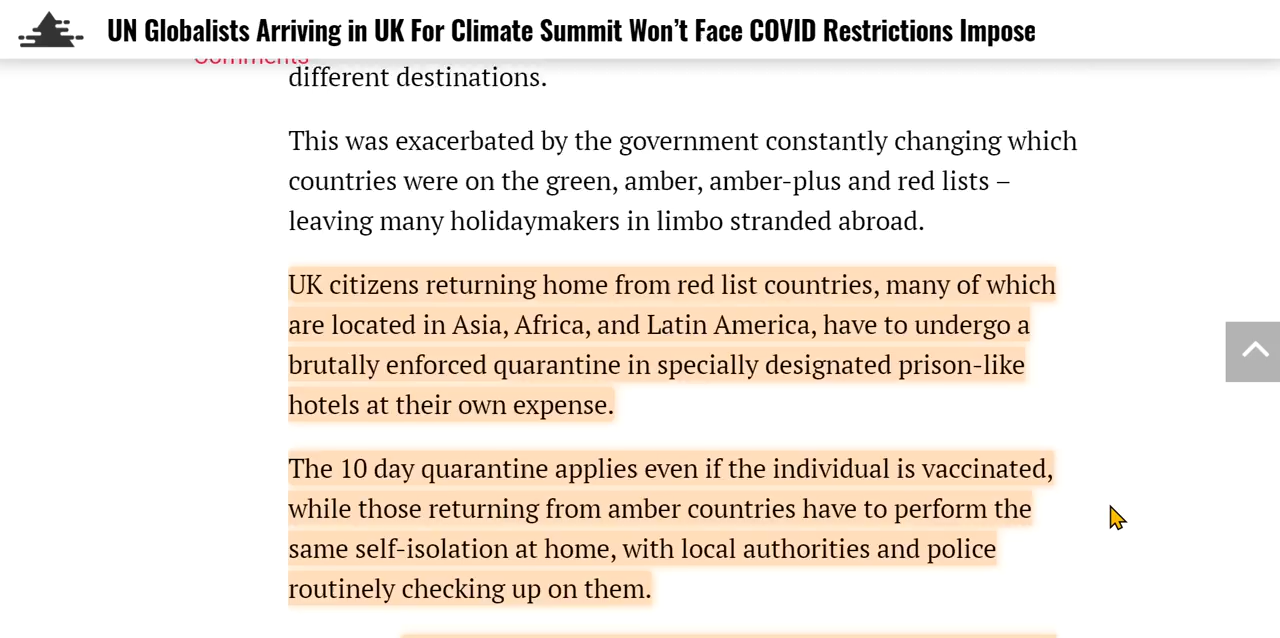 UN Globalists Arriving in UK For Climate Summit Won’t Face COVID Restrictions Impose
Comments
different destinations.
This was exacerbated by the government constantly changing which
countries were on the green, amber, amber-plus and red lists –
leaving many holidaymakers in limbo stranded abroad.
UK citizens returning home from red list countries, many of which
are located in Asia, Africa, and Latin America, have to undergo a
brutally enforced quarantine in specially designated prison-like
hotels at their own expense.
The 10 day quarantine applies even if the individual is vaccinated,
while those returning from amber countries have to perform the
same self-isolation at home, with local authorities and police
routinely checking up on them.